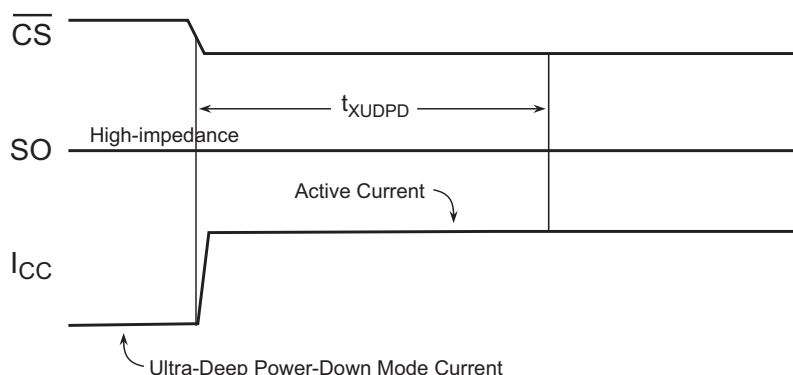 CS
tXUDPD
High-impedance
SO
Active Current
ICC
Ultra-Deep Power-Down Mode Current